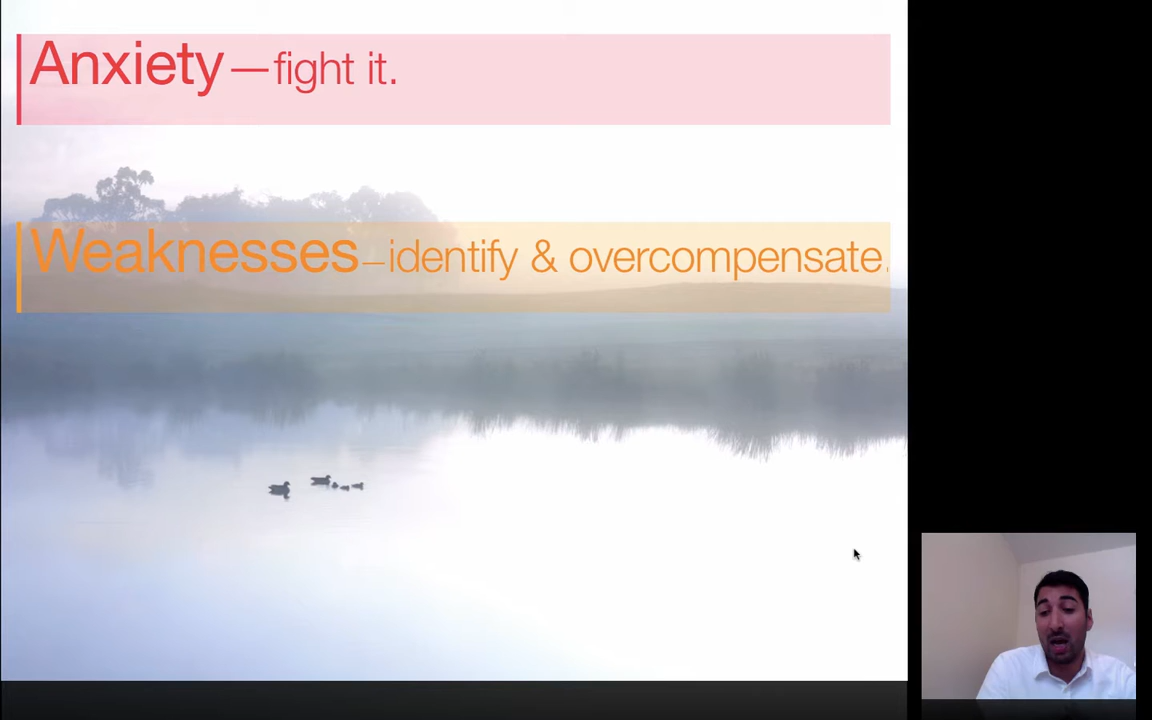 Anxiety—fight it.
Weaknesses—identify & overcompensate.